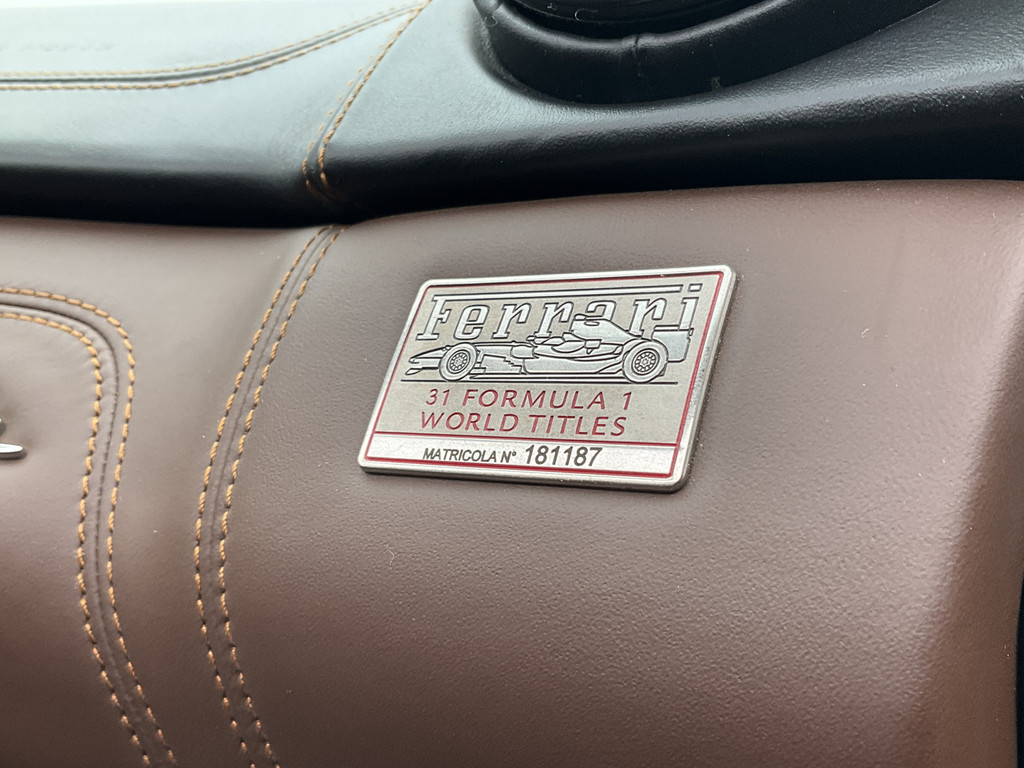 Ferrari
31 FORMULA 1
WORLD TITLES
MATRICOLA N° 181187